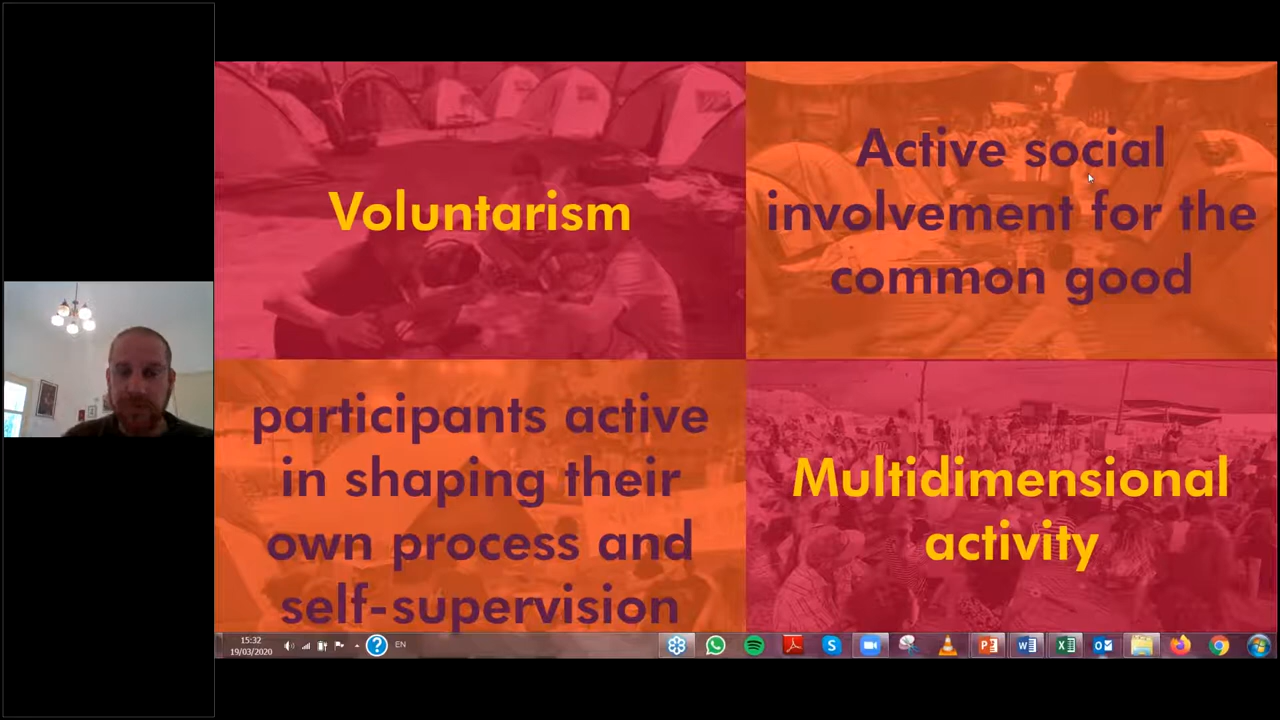 Voluntarism
Active social
involvement for the
common good
participants active
in shaping their
own process and
self-supervision
Multidimensional
activity
15:32
19/03/2020
EN